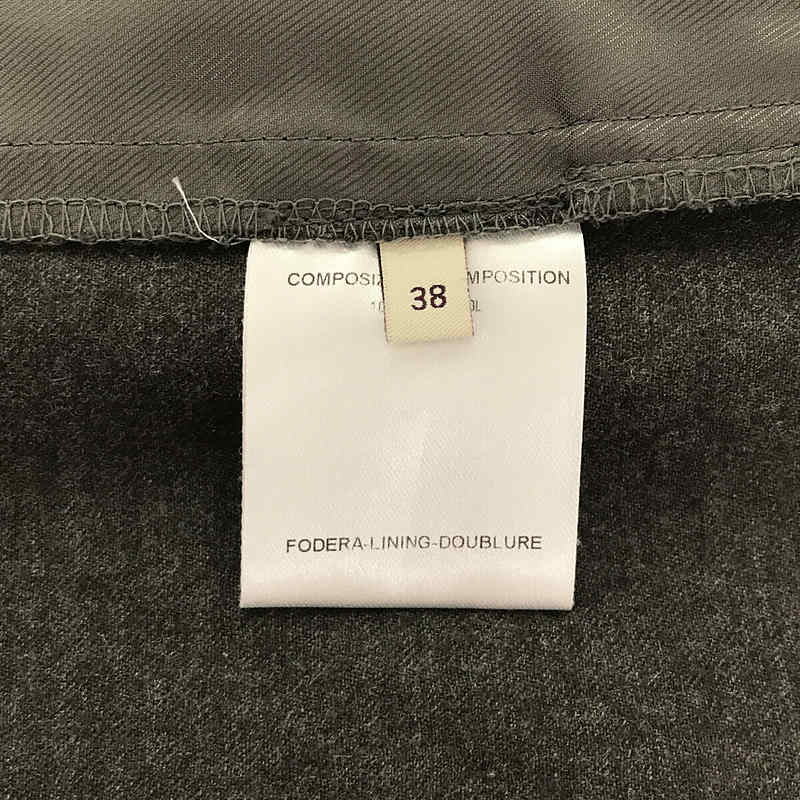 COMPOSI
MPOSITION
38
FODERA-LINING-DOUBLURE